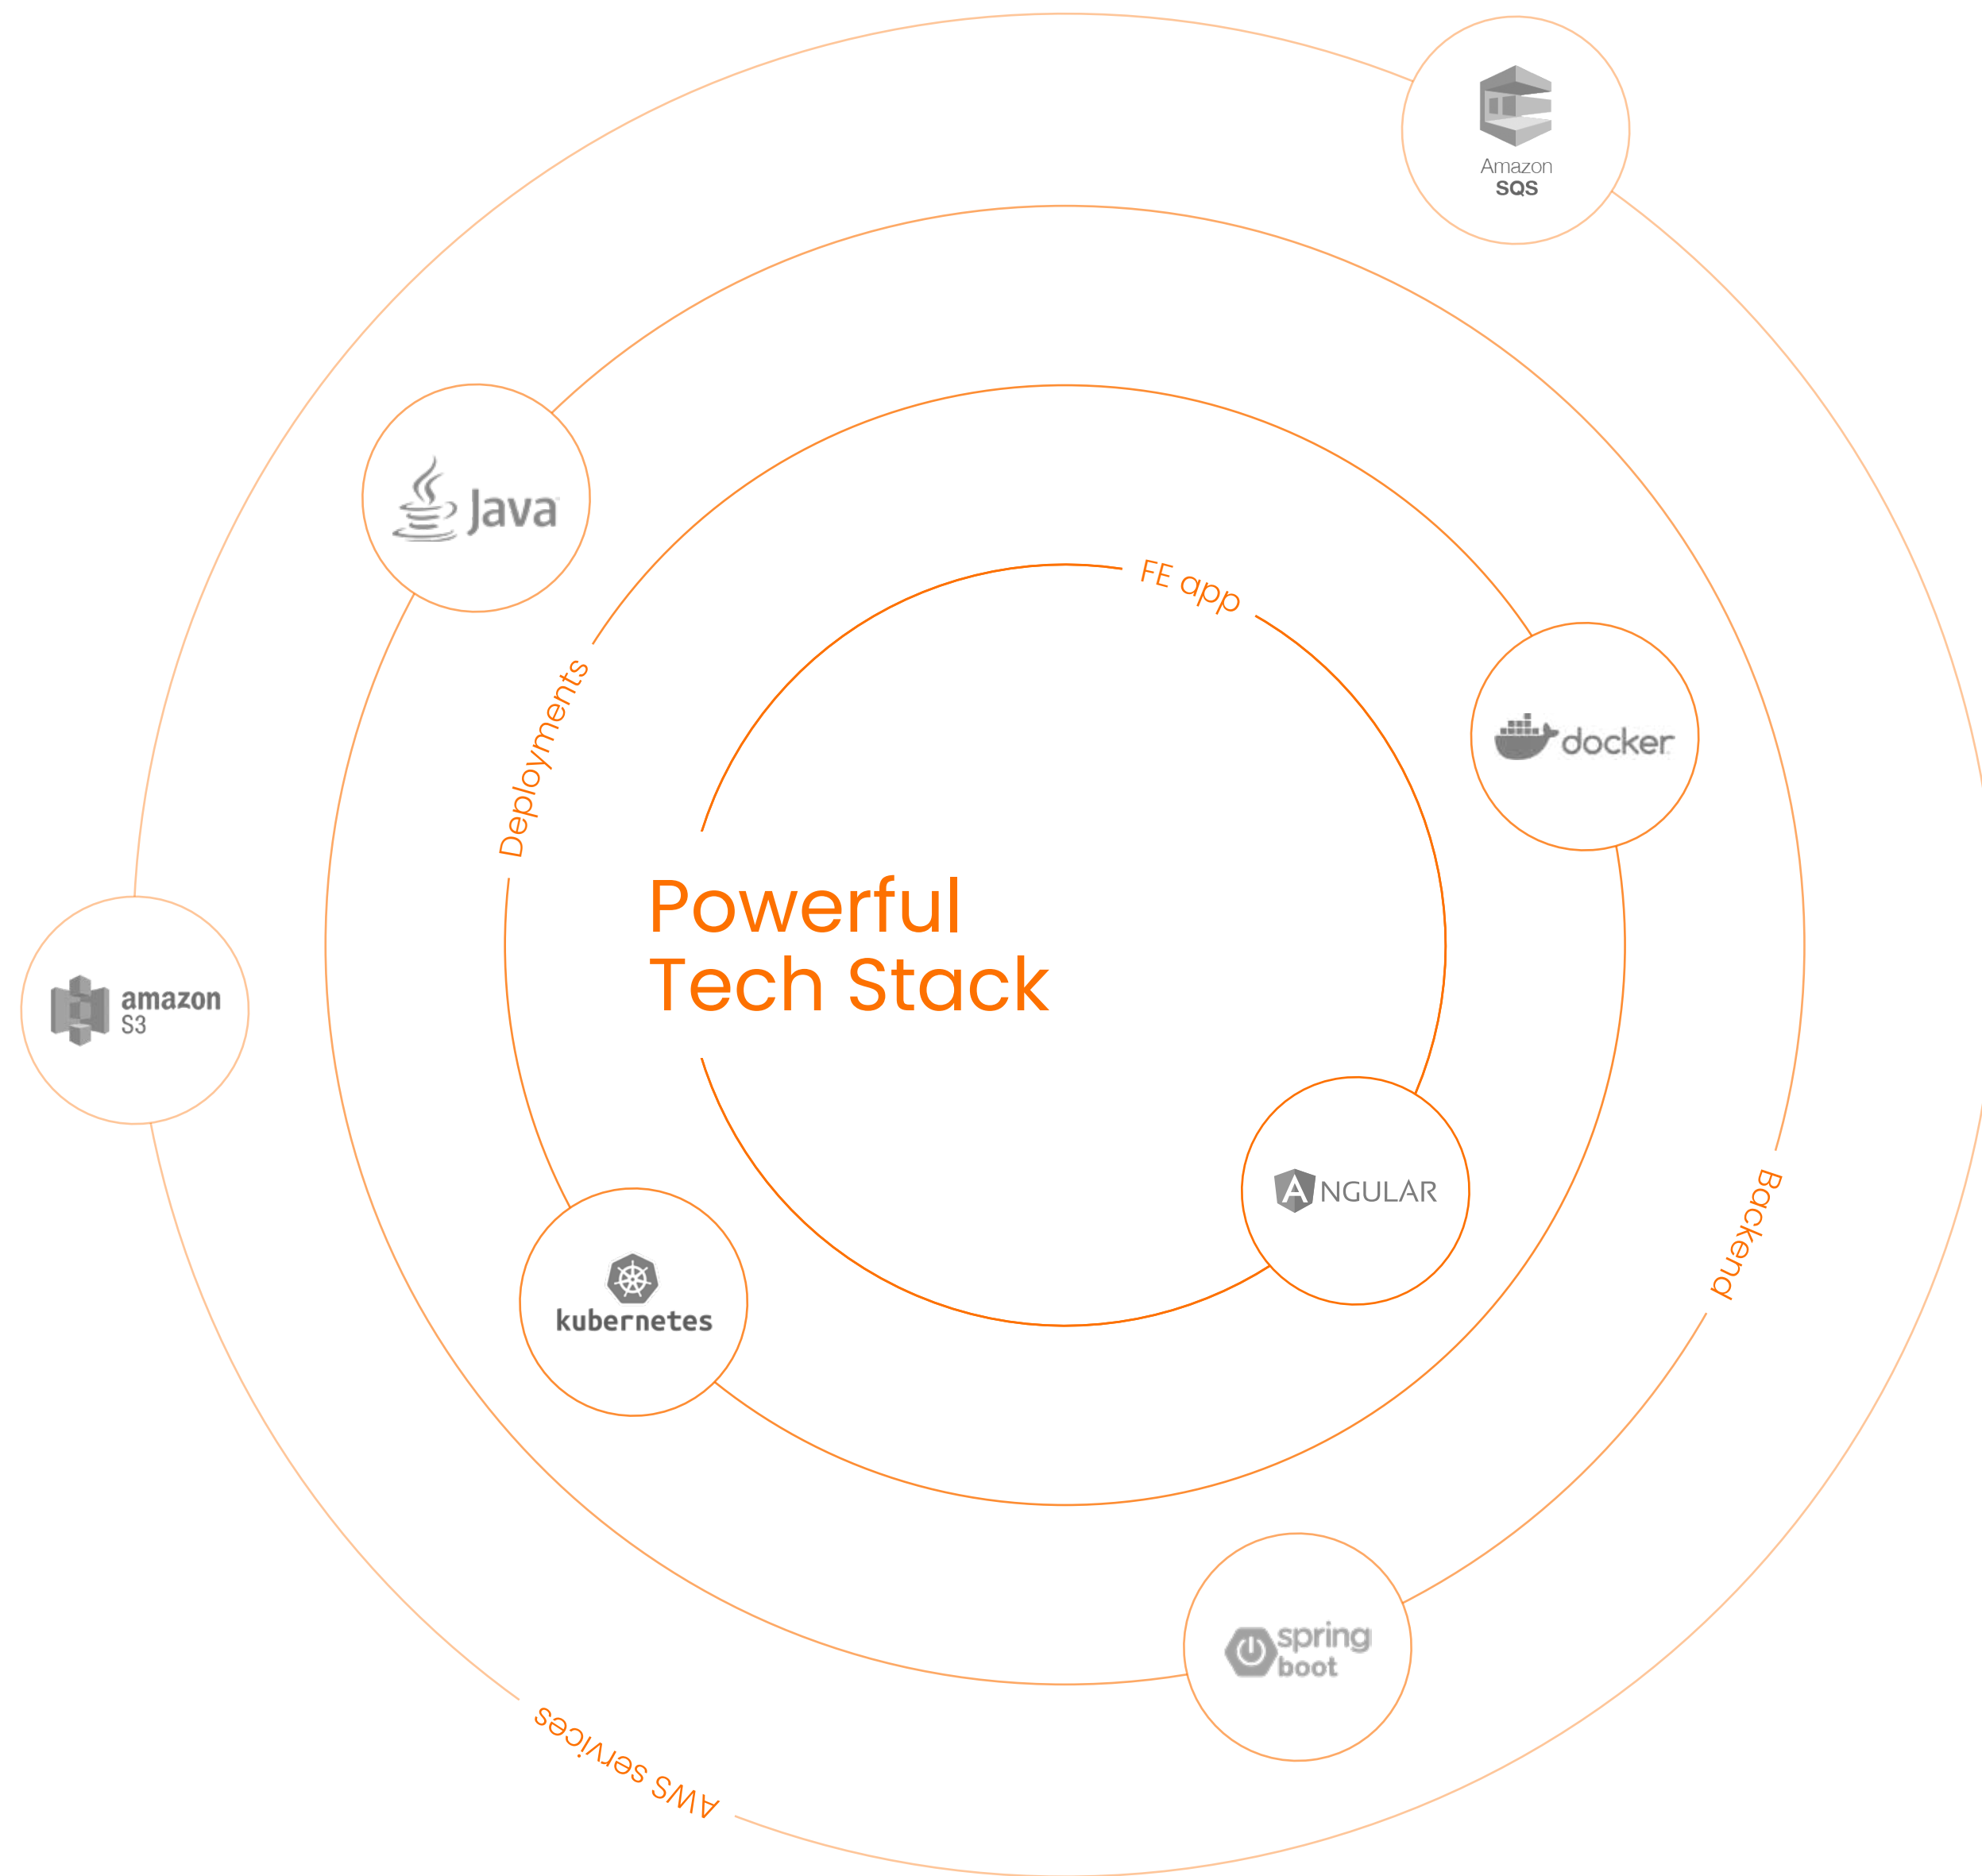 Amazon
SQS
Java
FE app
Deployments
docker
Powerful
Tech Stack
amazon
S3
ANGULAR
Backend
kubernetes
spring
boot
AWS services